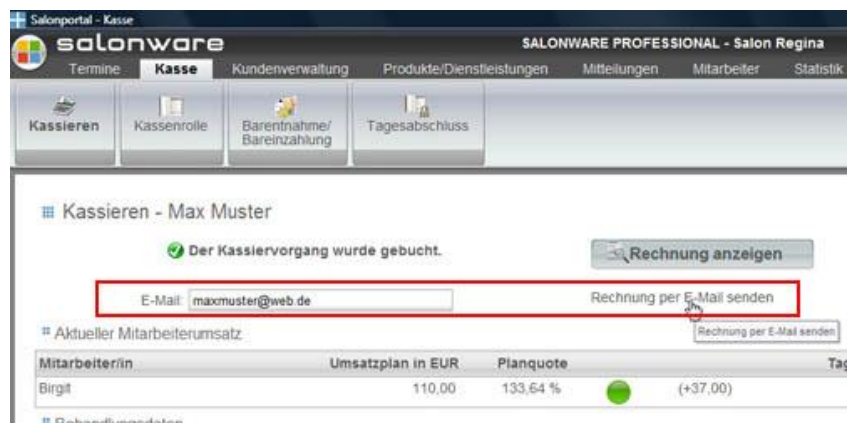 Salonportal - Kasse
salonware
SALONWARE PROFESSIONAL - Salon Regina
Termine Kasse Kundenverwaltung Produkte/Dienstleistungen Mitteilungen Mitarbeiter Statistik
Kassieren Kassenrolle Barentnahme/ Tagesabschluss
Bareinzahlung
Kassieren - Max Muster
Der Kassiervorgang wurde gebucht. Rechnung anzeigen
E-Mail: maxmuster@web.de Rechnung per E-Mail senden
Aktueller Mitarbeiterumsatz Rechnung per E-Mail senden
Mitarbeiter/in Umsatzplan in EUR Planquote Tag
Birgit 110,00 133,64 % (+37,00)